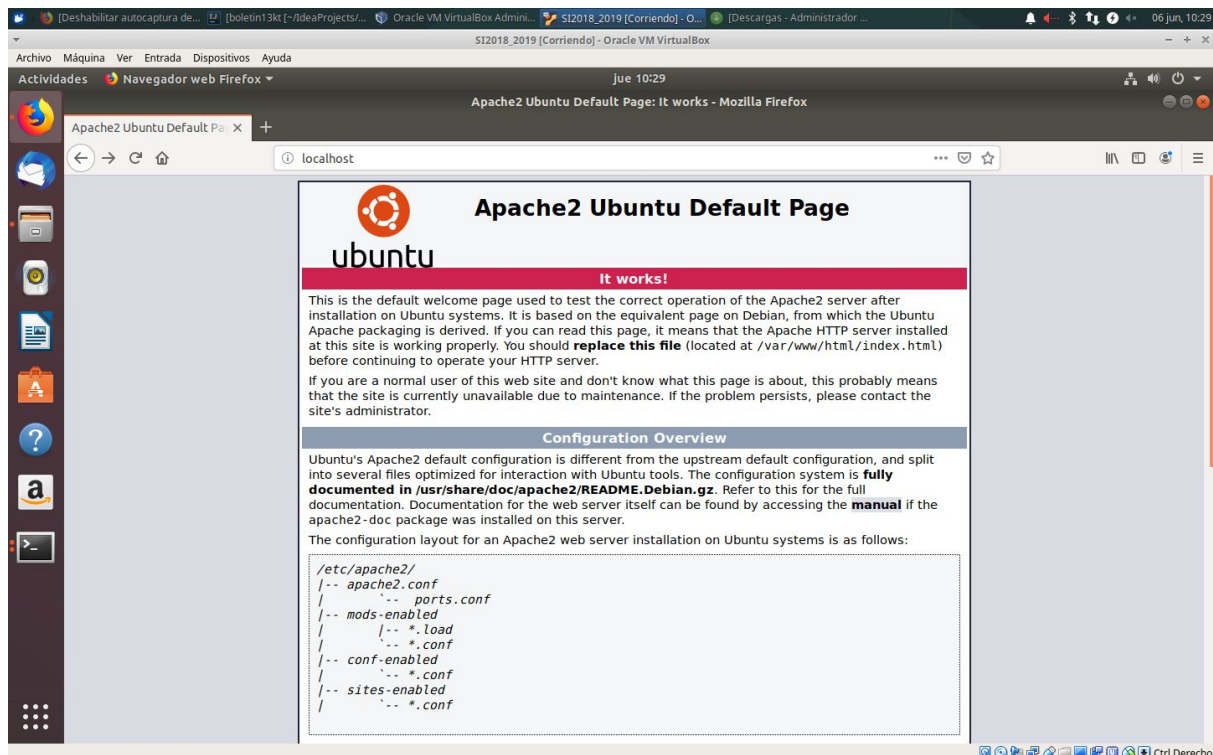 [Deshabilitar autocaptura de... [boletin13kt [~/IdeaProjects/... Oracle VM VirtualBox Admini... SI2018_2019 [Corriendo] - O... [Descargas - Administrador ... 06 jun, 10:29
SI2018_2019 [Corriendo] - Oracle VM VirtualBox
Archivo Máquina Ver Entrada Dispositivos Ayuda
Actividades Navegador web Firefox jue 10:29
Apache2 Ubuntu Default Page: It works - Mozilla Firefox
Apache2 Ubuntu Default Pa
localhost
Apache2 Ubuntu Default Page
ubuntu
It works!
This is the default welcome page used to test the correct operation of the Apache2 server after
installation on Ubuntu systems. It is based on the equivalent page on Debian, from which the Ubuntu
Apache packaging is derived. If you can read this page, it means that the Apache HTTP server installed
at this site is working properly. You should replace this file (located at /var/www/html/index.html)
before continuing to operate your HTTP server.
If you are a normal user of this web site and don't know what this page is about, this probably means
that the site is currently unavailable due to maintenance. If the problem persists, please contact the
site's administrator.
Configuration Overview
Ubuntu's Apache2 default configuration is different from the upstream default configuration, and split
into several files optimized for interaction with Ubuntu tools. The configuration system is fully
documented in /usr/share/doc/apache2/README.Debian.gz. Refer to this for the full
documentation. Documentation for the web server itself can be found by accessing the manual if the
apache2-doc package was installed on this server.
The configuration layout for an Apache2 web server installation on Ubuntu systems is as follows:
/etc/apache2/
|-- apache2.conf
|       `--  ports.conf
|-- mods-enabled
|       |-- *.load
|       `-- *.conf
|-- conf-enabled
|       `-- *.conf
|-- sites-enabled
|       `-- *.conf
Ctrl Derecho